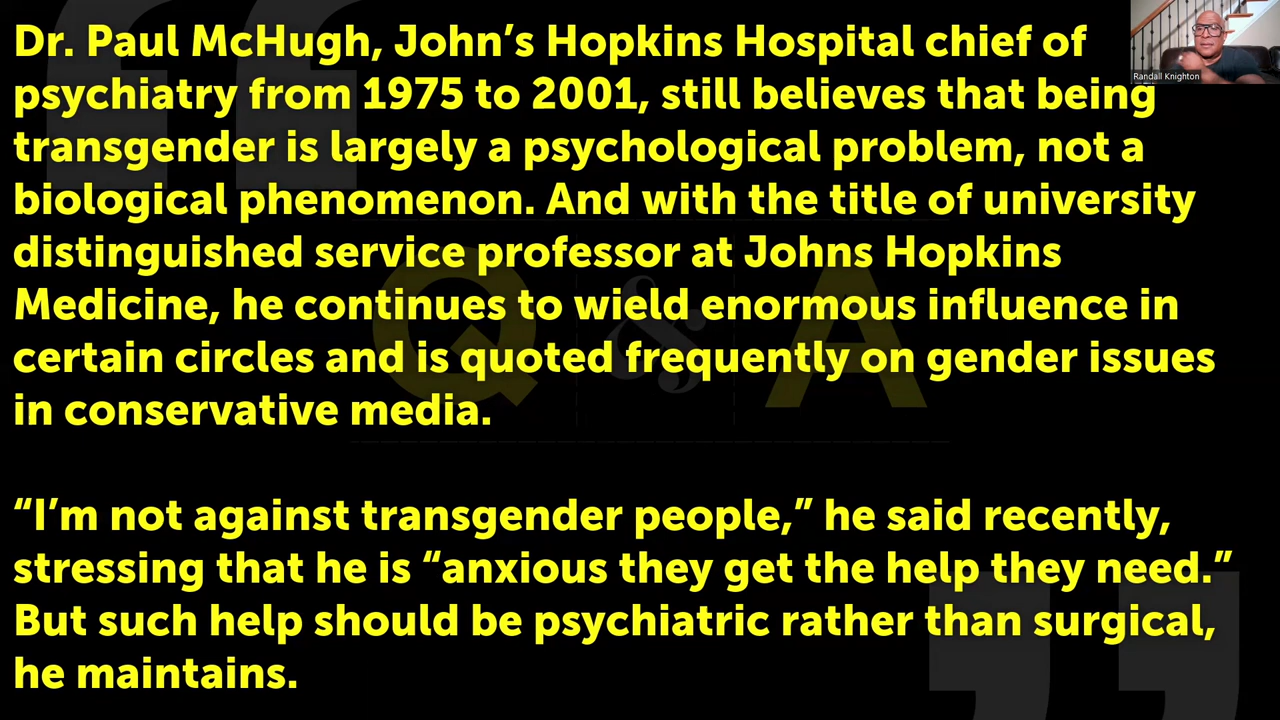 Dr. Paul McHugh, John’s Hopkins Hospital chief of
psychiatry from 1975 to 2001, still believes that being
transgender is largely a psychological problem, not a
biological phenomenon. And with the title of university
distinguished service professor at Johns Hopkins
Medicine, he continues to wield enormous influence in
certain circles and is quoted frequently on gender issues
in conservative media.
“I’m not against transgender people,” he said recently,
stressing that he is “anxious they get the help they need.”
But such help should be psychiatric rather than surgical,
he maintains.
Randall Knighton
Q & A